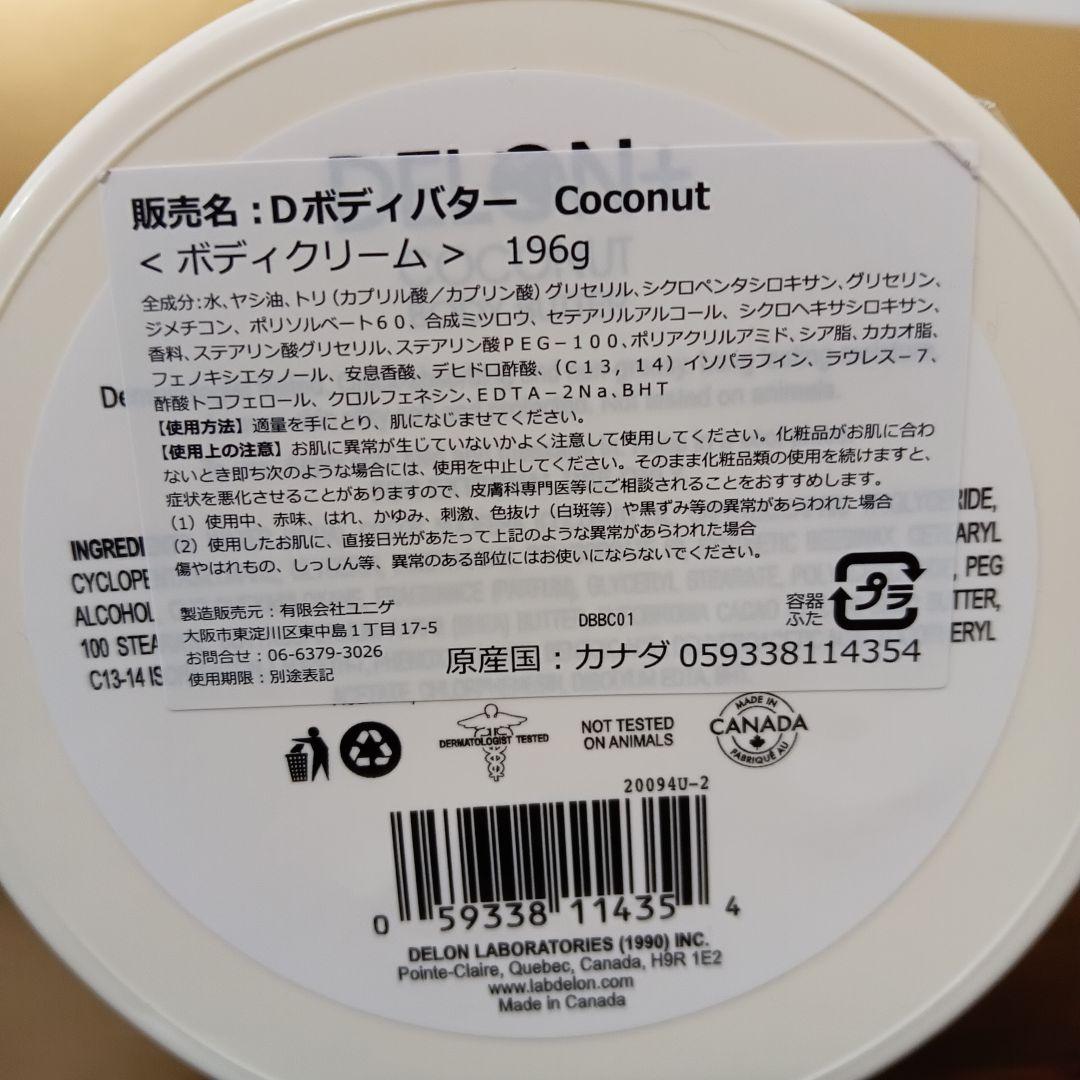 DELON+
COCONUT
販売名：Dボディバター　Coconut
＜ボディクリーム＞　196g
全成分：水、ヤシ油、トリ（カプリル酸／カプリン酸）グリセリル、シクロペンタシロキサン、グリセリン、
ジメチコン、ポリソルベート６０、合成ミツロウ、セテアリルアルコール、シクロヘキサシロキサン、
香料、ステアリン酸グリセリル、ステアリン酸ＰＥＧ－１００、ポリアクリルアミド、シア脂、カカオ脂、
フェノキシエタノール、安息香酸、デヒドロ酢酸、（Ｃ１３，１４）イソパラフィン、ラウレス－７、
酢酸トコフェロール、クロルフェネシン、ＥＤＴＡ－２Ｎａ、ＢＨＴ
【使用方法】適量を手にとり、肌になじませてください。
【使用上の注意】お肌に異常が生じていないかよく注意して使用してください。化粧品がお肌に合わ
ないとき即ち次のような場合には、使用を中止してください。そのまま化粧品類の使用を続けますと、
症状を悪化させることがありますので、皮膚科専門医等にご相談されることをおすすめします。
（1）使用中、赤味、はれ、かゆみ、刺激、色抜け（白斑等）や黒ずみ等の異常があらわれた場合
（2）使用したお肌に、直接日光があたって上記のような異常があらわれた場合
傷やはれもの、しっしん等、異常のある部位にはお使いにならないでください。
製造販売元：有限会社ユニゲ
大阪市東淀川区東中島１丁目17-5
お問合せ：06-6379-3026
使用期限：別途表記
DBBC01
容器
ふた
プラ
原産国：カナダ 059338114354
INGREDI
CYCLOPE
ALCOHOL
100 STEA
C13-14 IS
RIDE,
ARYL
, PEG
TTER,
ERYL
DERMATOLOGIST TESTED
NOT TESTED
ON ANIMALS
MADE IN
CANADA
FABRIQUÉ AU
20094U-2
0 59338 11435 4
DELON LABORATORIES (1990) INC.
Pointe-Claire, Quebec, Canada, H9R 1E2
www.labdelon.com
Made in Canada